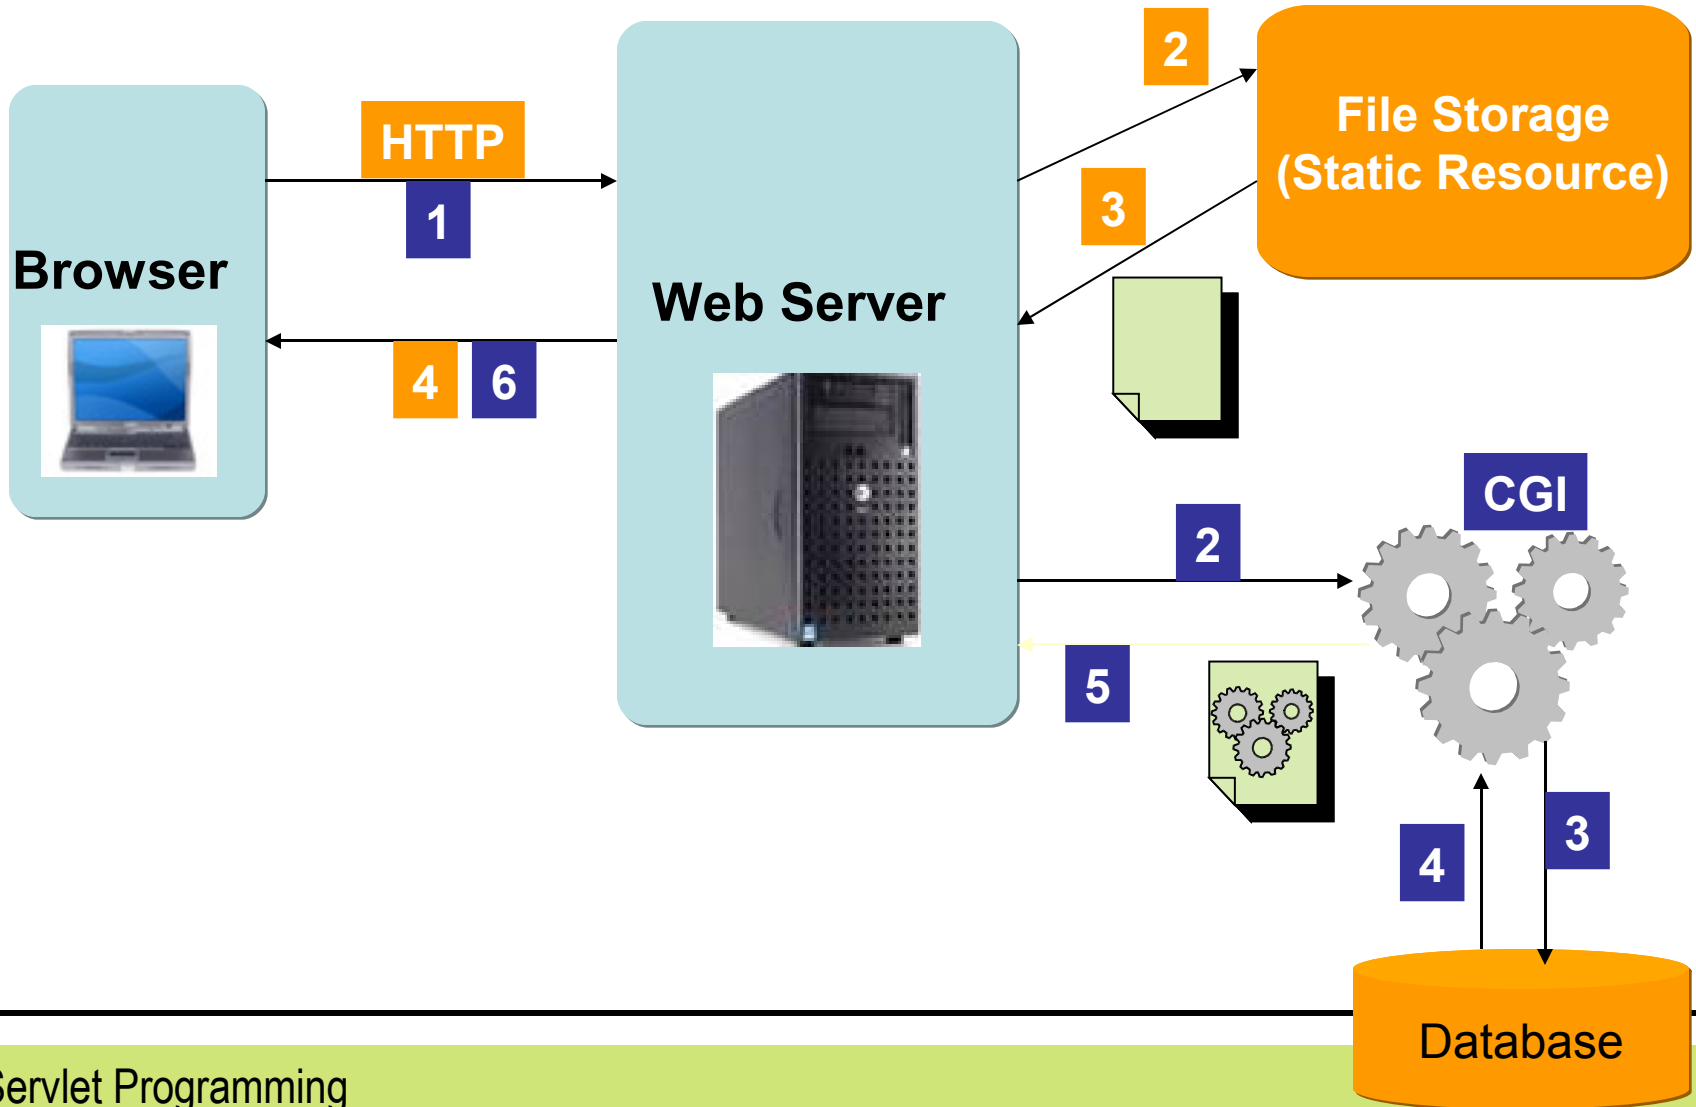 2
File Storage
(Static Resource)
HTTP
1
3
Browser
Web Server
4 6
CGI
2
5
3
4
Database
Servlet Programming